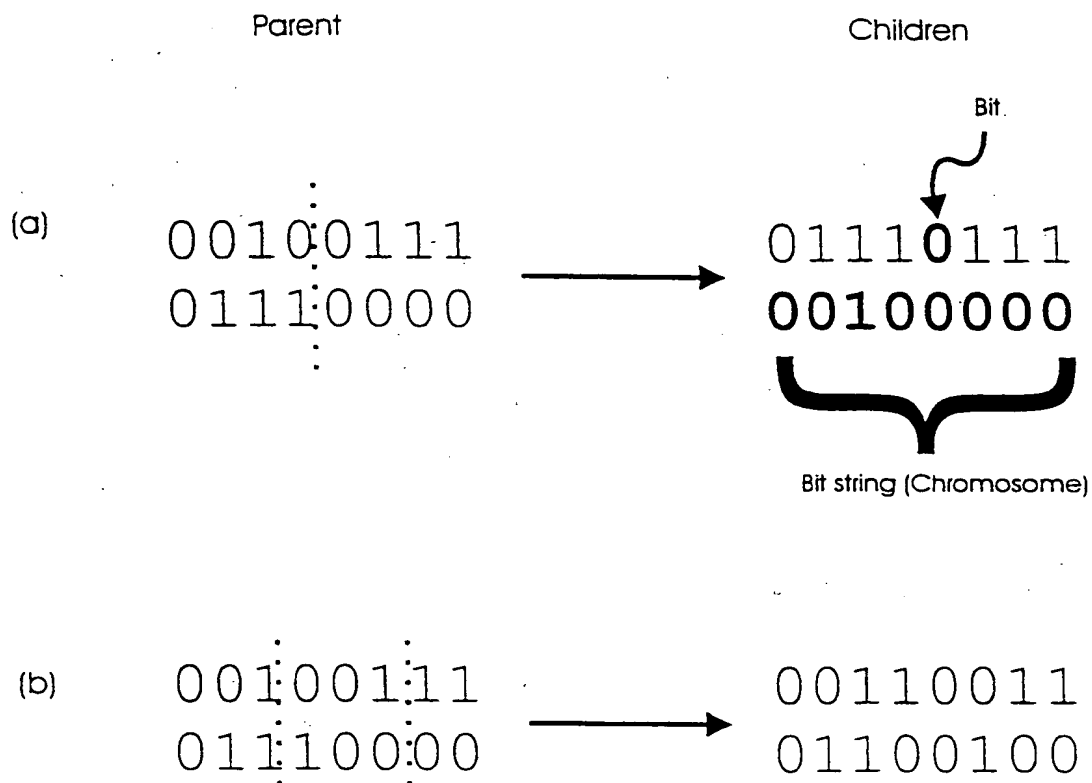 Parent Children
Bit
(a) 00100111 01110111
01110000 00100000
Bit string (Chromosome)
(b) 00100111 00110011
01110000 01100100